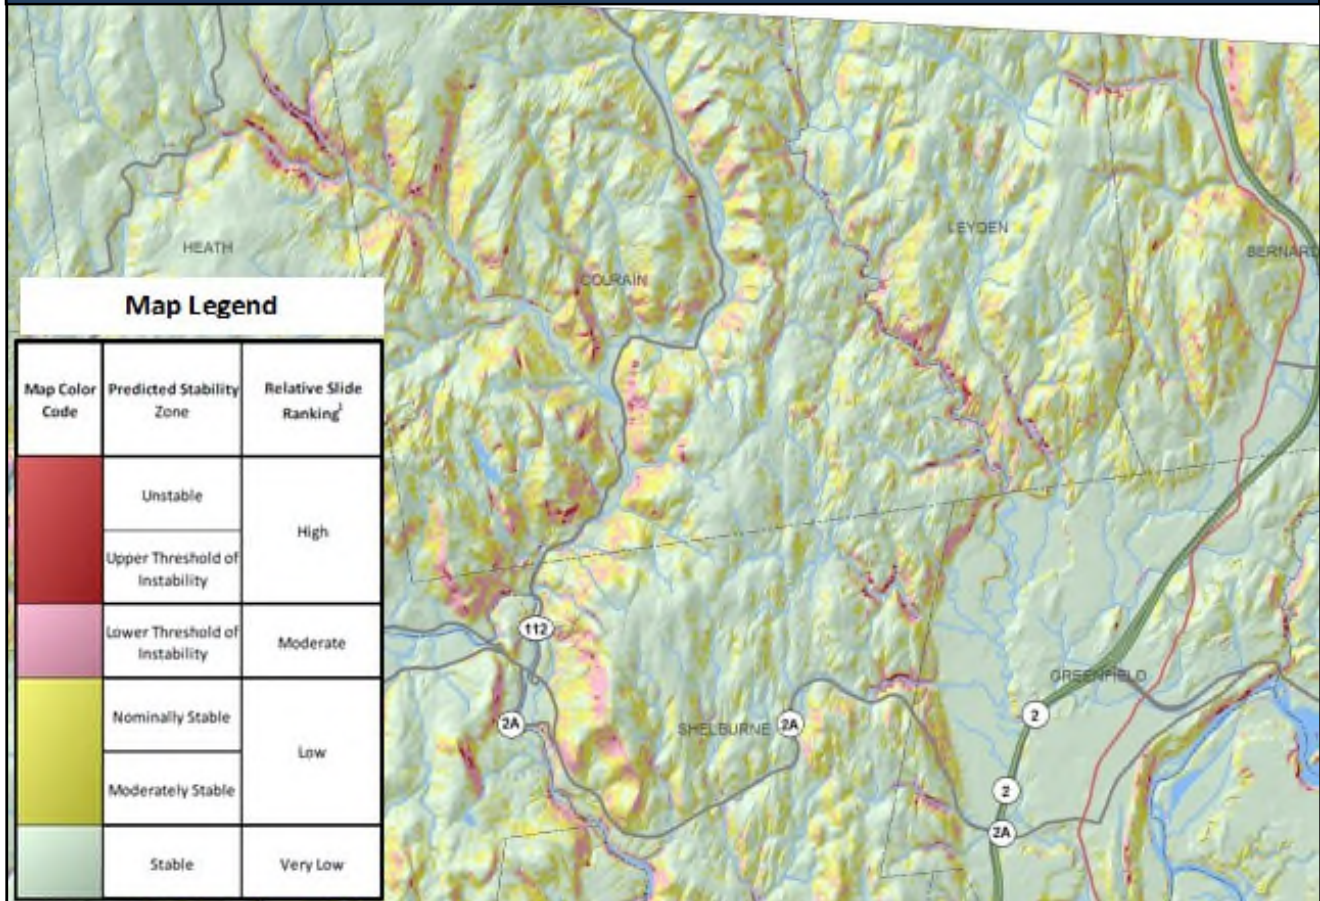 HEATH
COLRAIN
LEYDEN
BERNARD
Map Legend
Map Color
Code
Predicted Stability
Zone
Relative Slide
Ranking¹
Unstable
Upper Threshold of
Instability
High
Lower Threshold of
Instability
Moderate
Nominally Stable
Moderately Stable
Low
Stable
Very Low
112
2A
SHELBURNE
2A
GREENFIELD
2
2
2A